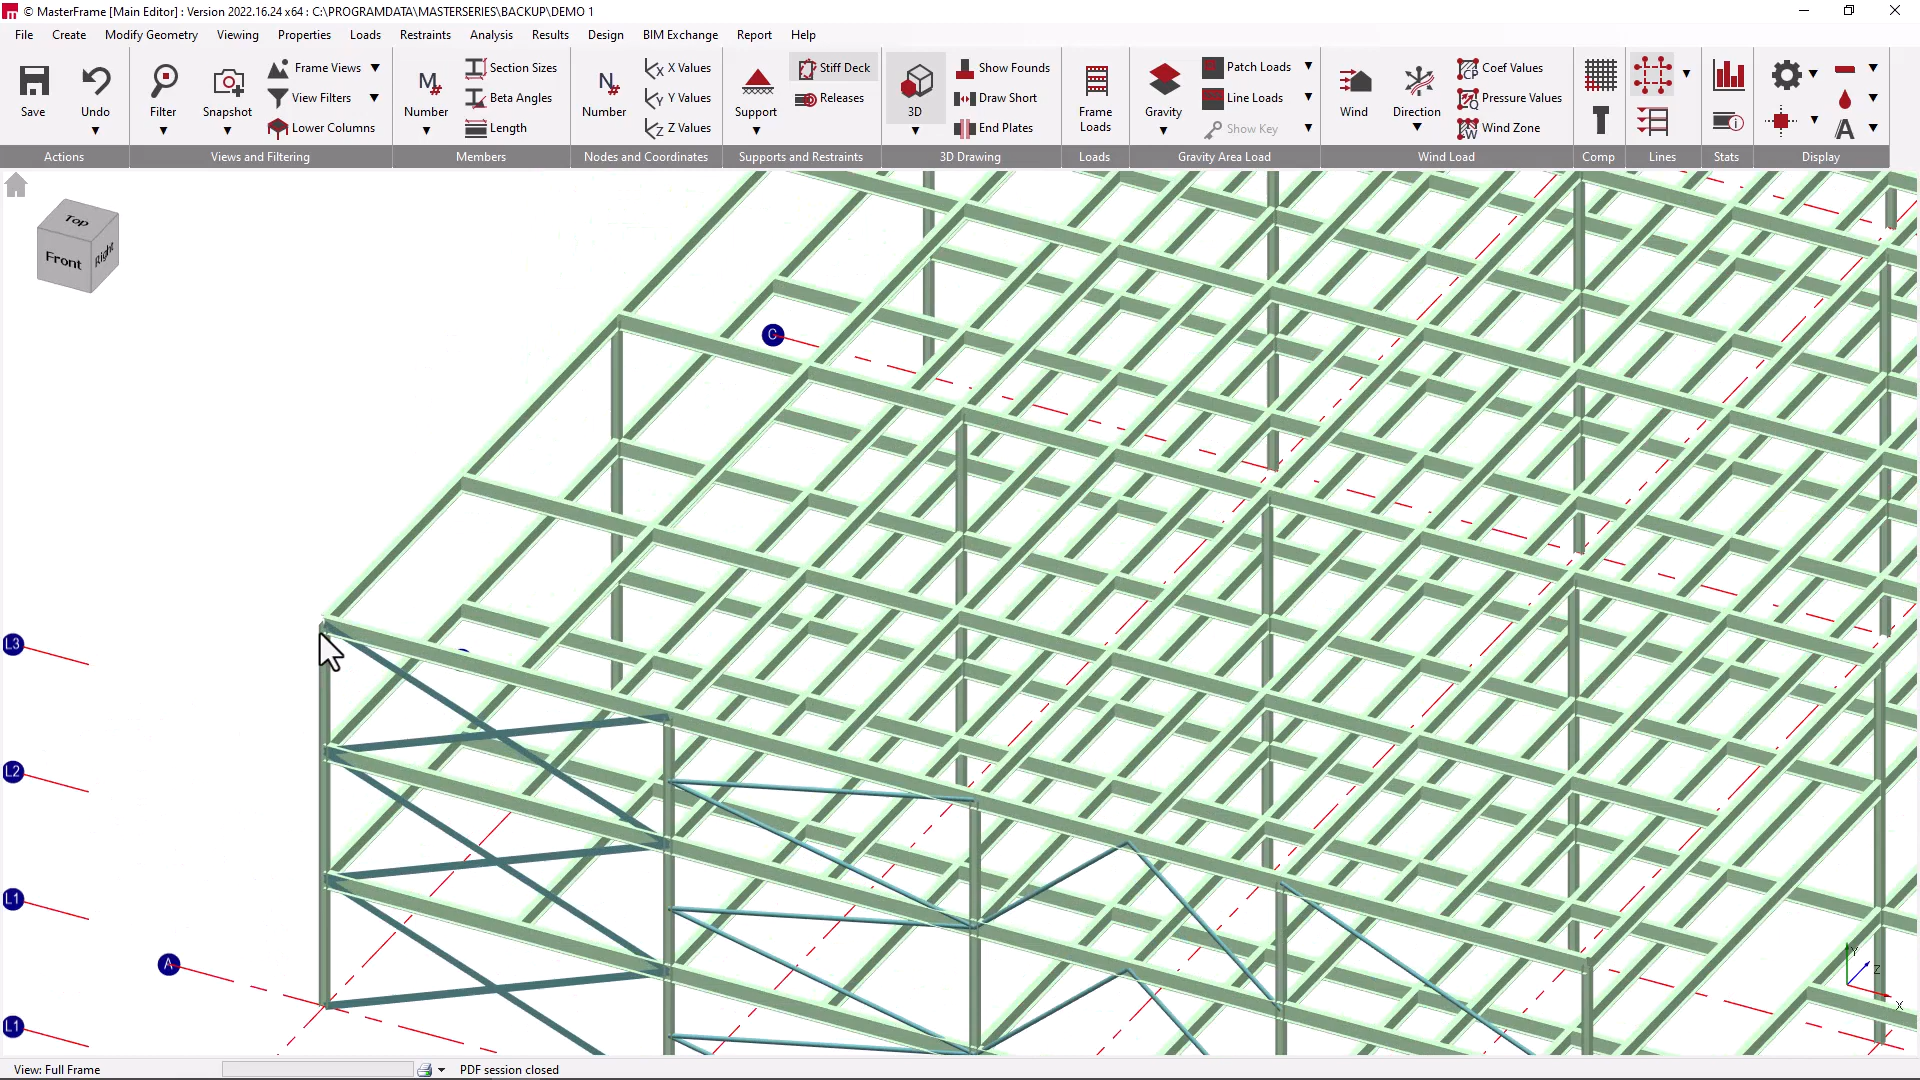 © MasterFrame [Main Editor] : Version 2022.16.24 x64 : C:\PROGRAMDATA\MASTERSERIES\BACKUP\DEMO 1
File Create Modify Geometry Viewing Properties Loads Restraints Analysis Results Design BIM Exchange Report Help
Save
Undo
Filter
Snapshot
Frame Views
View Filters
Lower Columns
Number
Section Sizes
Beta Angles
Length
Number
X Values
Y Values
Z Values
Support
Stiff Deck
Releases
3D
Show Founds
Draw Short
End Plates
Frame
Loads
Gravity
Patch Loads
Line Loads
Show Key
Wind
Direction
Coef Values
Pressure Values
Wind Zone
Actions Views and Filtering Members Nodes and Coordinates Supports and Restraints 3D Drawing Loads Gravity Area Load Wind Load Comp Lines Stats Display
Top
Front
Right
C
L3
L2
L1
A
L1
Y
Z
X
View: Full Frame
PDF session closed